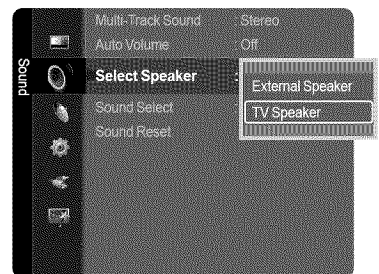 Sound
Multi-Track Sound : Stereo
Auto Volume : Off
Select Speaker :
External Speaker
TV Speaker
Sound Select :
Sound Reset